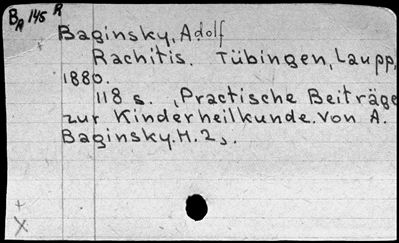 BA 145 R
Baginsky, Adolf
Rachitis. Tübingen, Laupp,
1880.
118 s. „Practische Beiträge
zur Kinderheilkunde. Von A.
Baginsky. H. 2„.